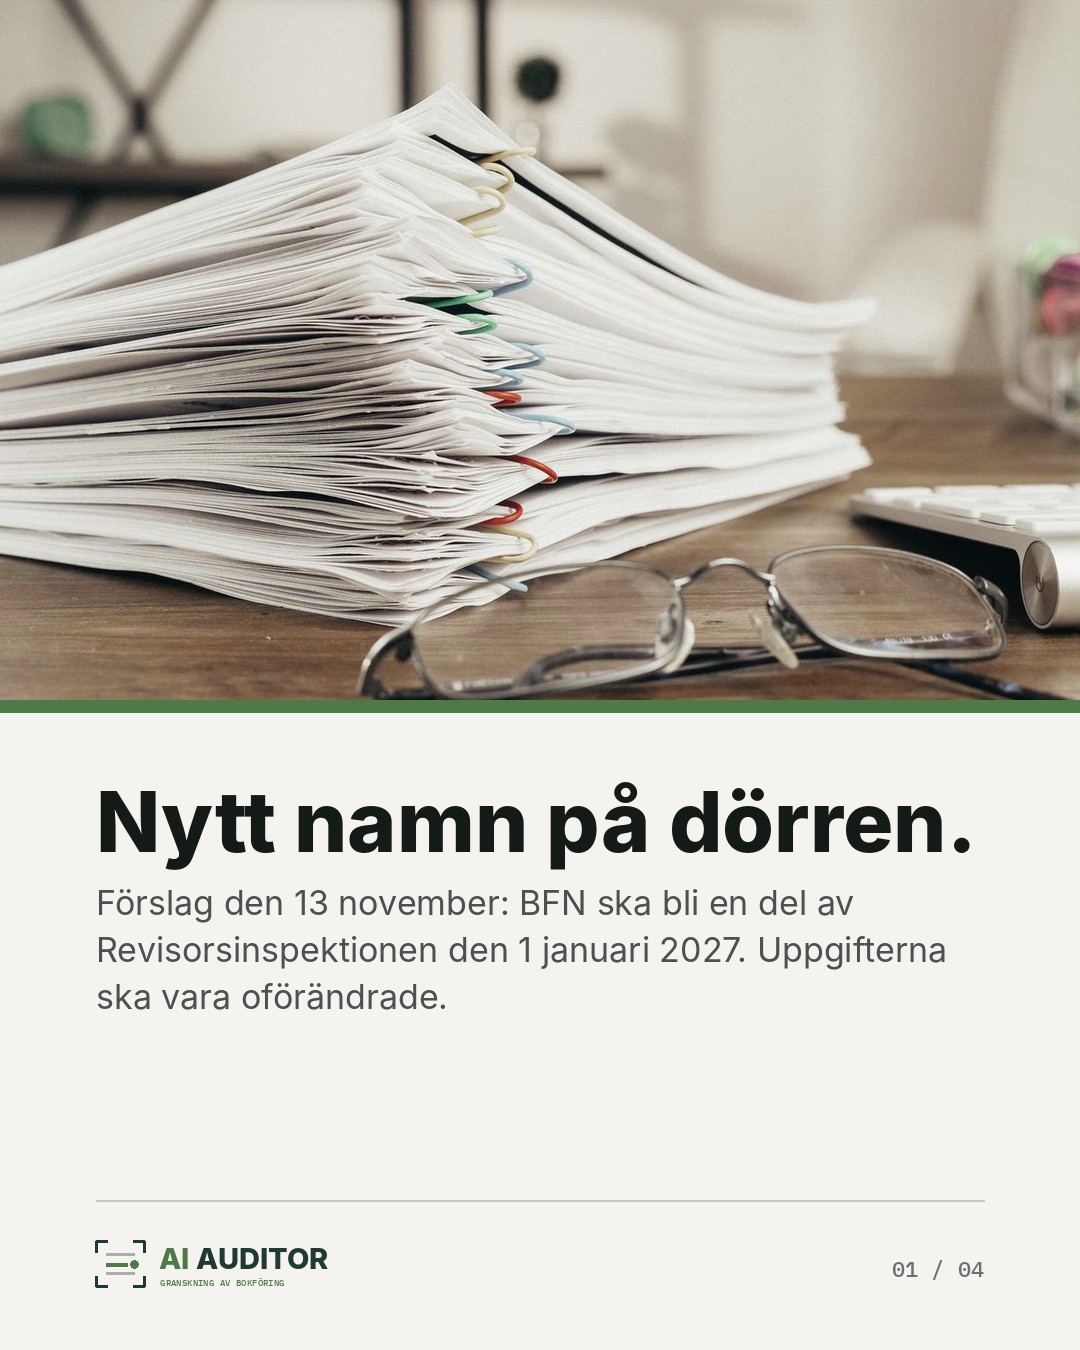 Nytt namn på dörren.
Förslag den 13 november: BFN ska bli en del av
Revisorsinspektionen den 1 januari 2027. Uppgifterna
ska vara oförändrade.
AI AUDITOR
GRANSKNING AV BOKFÖRING
01 / 04